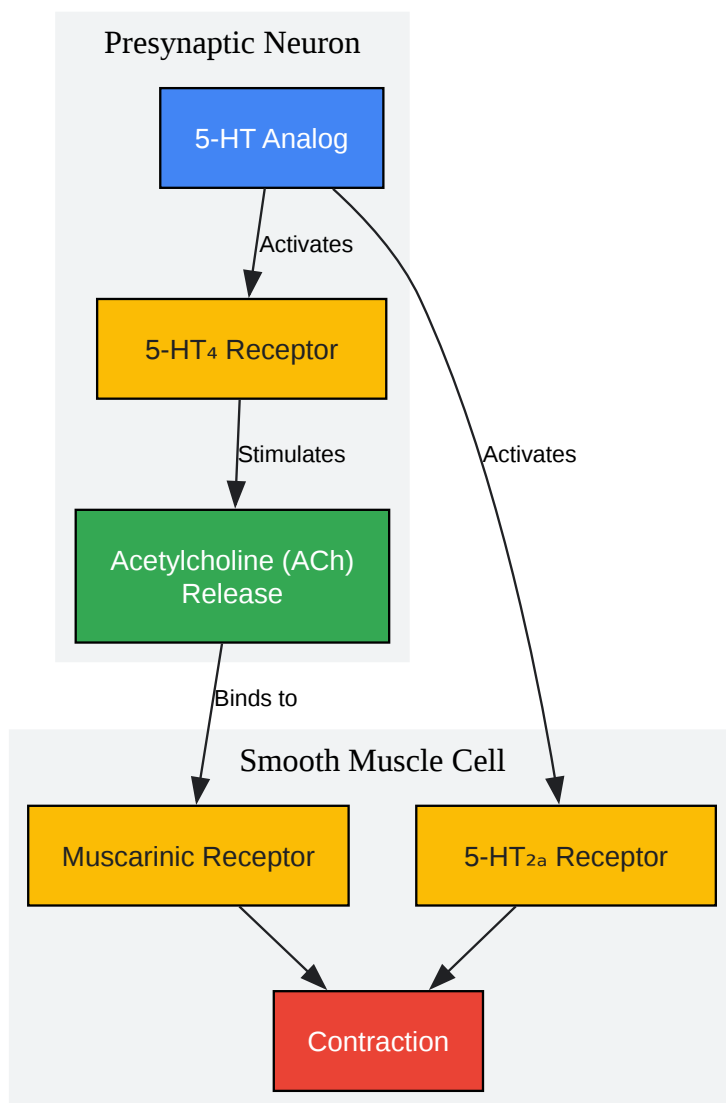 Presynaptic Neuron
5-HT Analog
Activates
5-HT₄ Receptor
Stimulates
Activates
Acetylcholine (ACh)
Release
Binds to
Smooth Muscle Cell
Muscarinic Receptor
5-HT₂ₐ Receptor
Contraction